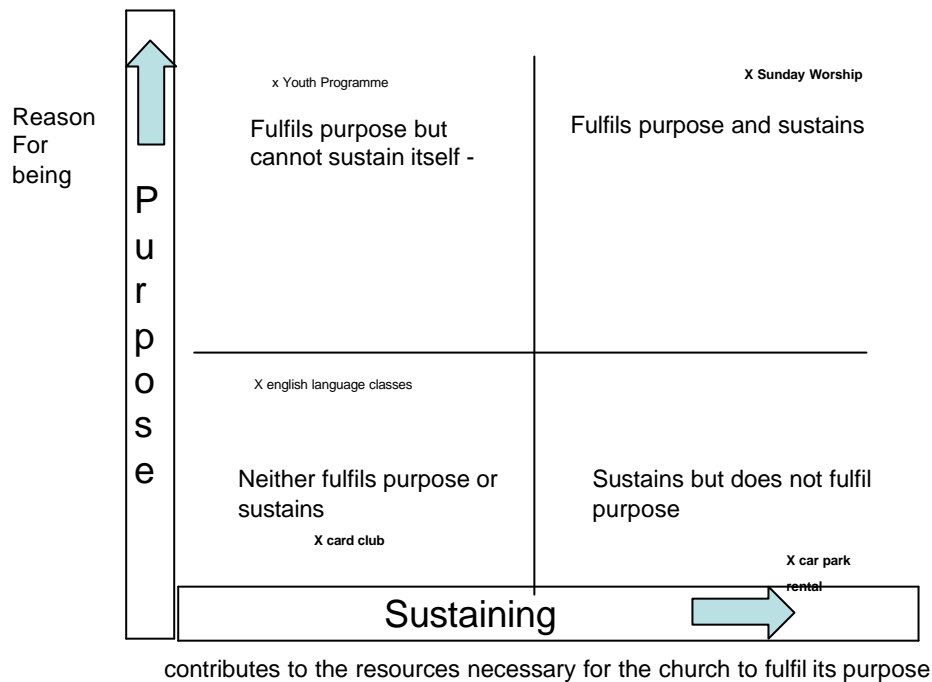 Reason
For
being
Purpose
x Youth Programme
Fulfils purpose but
cannot sustain itself -
X Sunday Worship
Fulfils purpose and sustains
X english language classes
Neither fulfils purpose or
sustains
X card club
Sustains but does not fulfil
purpose
X car park
rental
Sustaining
contributes to the resources necessary for the church to fulfil its purpose